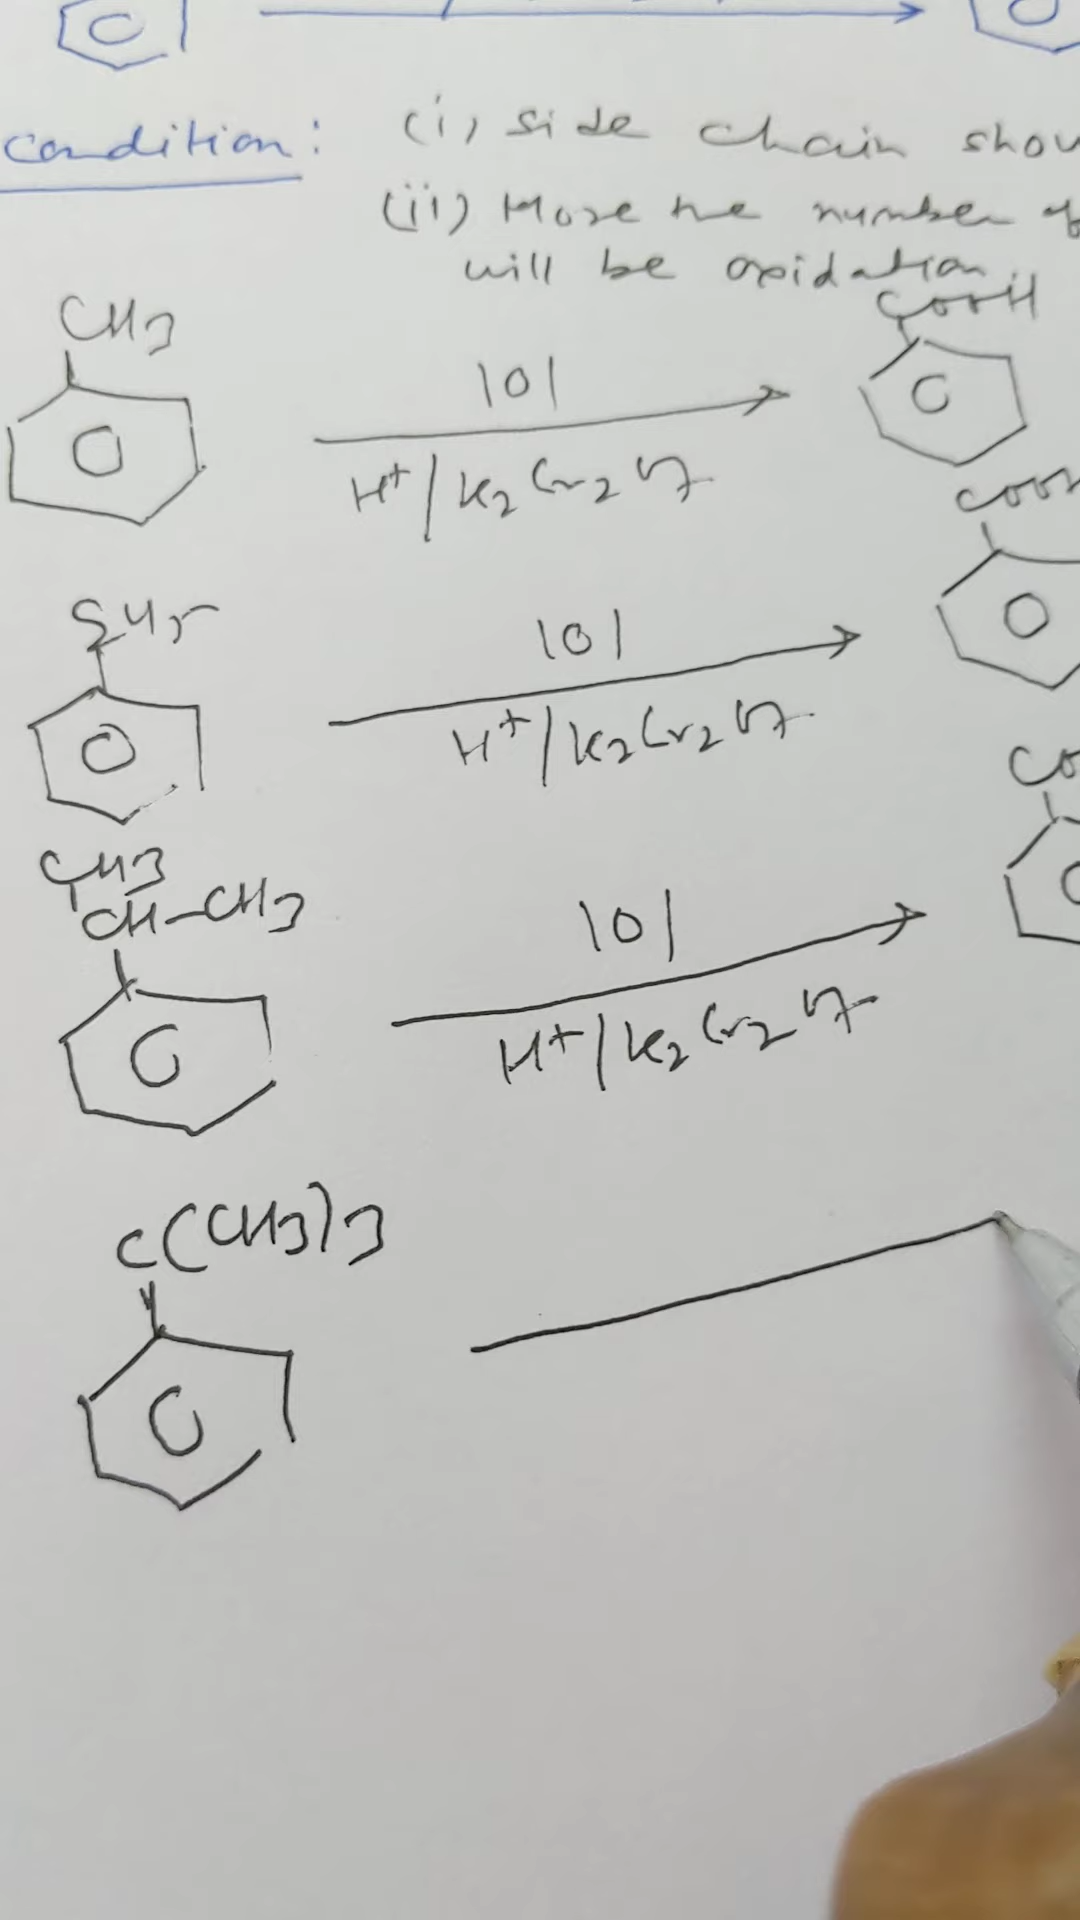 condition: (i) side chain shou
(ii) More the number of
will be oxidation
CH3
COOH
|O|
H+/K2Cr2O7
COOH
C2H5
|O|
H+/K2Cr2O7
CO
CH3
CH-CH3
|O|
H+/K2Cr2O7
C(CH3)3